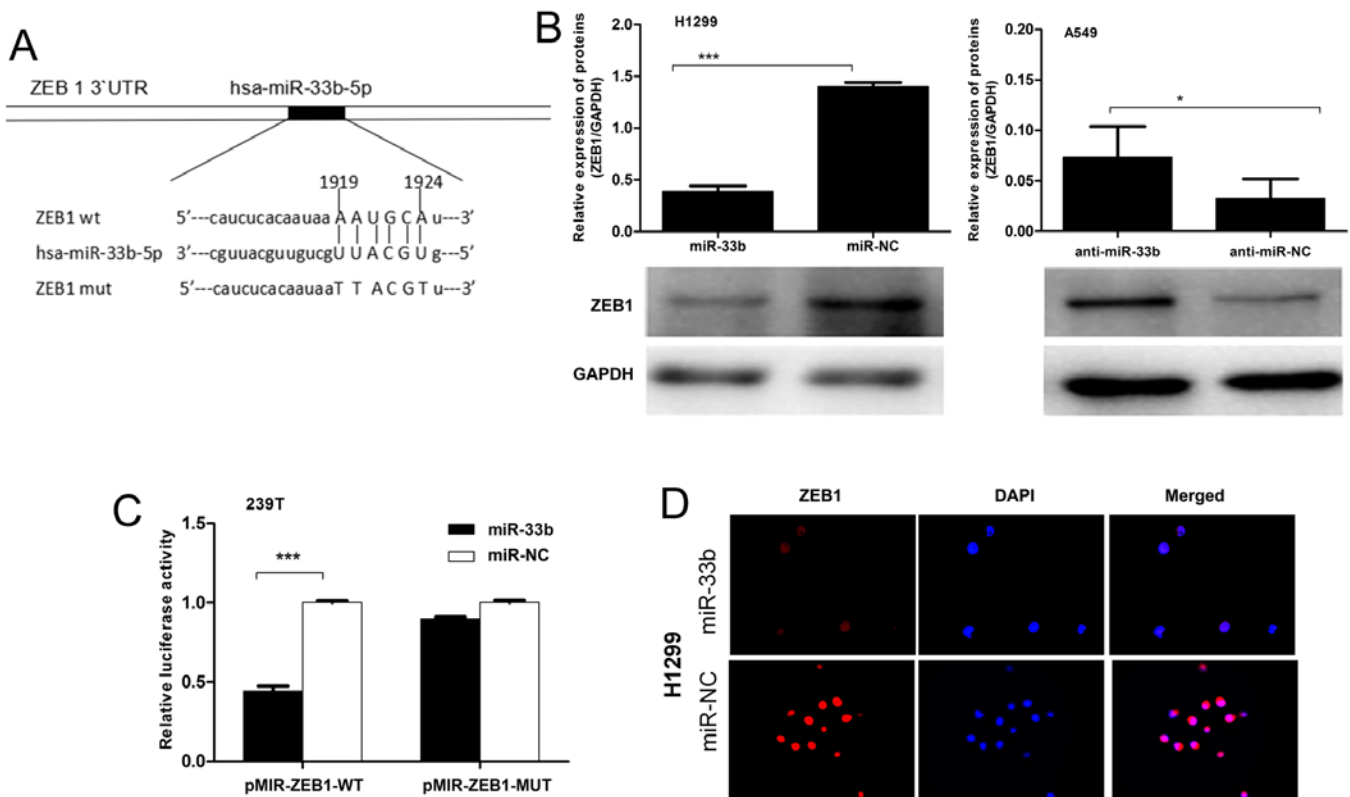 A
ZEB 1 3`UTR hsa-miR-33b-5p
1919 1924
ZEB1 wt 5’---caucucacaauaa A A U G C A u---3’
hsa-miR-33b-5p 3’---cguuacguugucg U U A C G U g---5’
ZEB1 mut 5’---caucucacaauaa T T A C G T u---3’
B
H1299
Relative expression of proteins
(ZEB1/GAPDH)
2.0
1.5
1.0
0.5
0.0
***
miR-33b miR-NC
A549
Relative expression of proteins
(ZEB1/GAPDH)
0.20
0.15
0.10
0.05
0.00
*
anti-miR-33b anti-miR-NC
ZEB1
GAPDH
C
239T
Relative luciferase activity
1.5
1.0
0.5
0.0
***
miR-33b
miR-NC
pMIR-ZEB1-WT pMIR-ZEB1-MUT
D
ZEB1 DAPI Merged
H1299
miR-33b
miR-NC